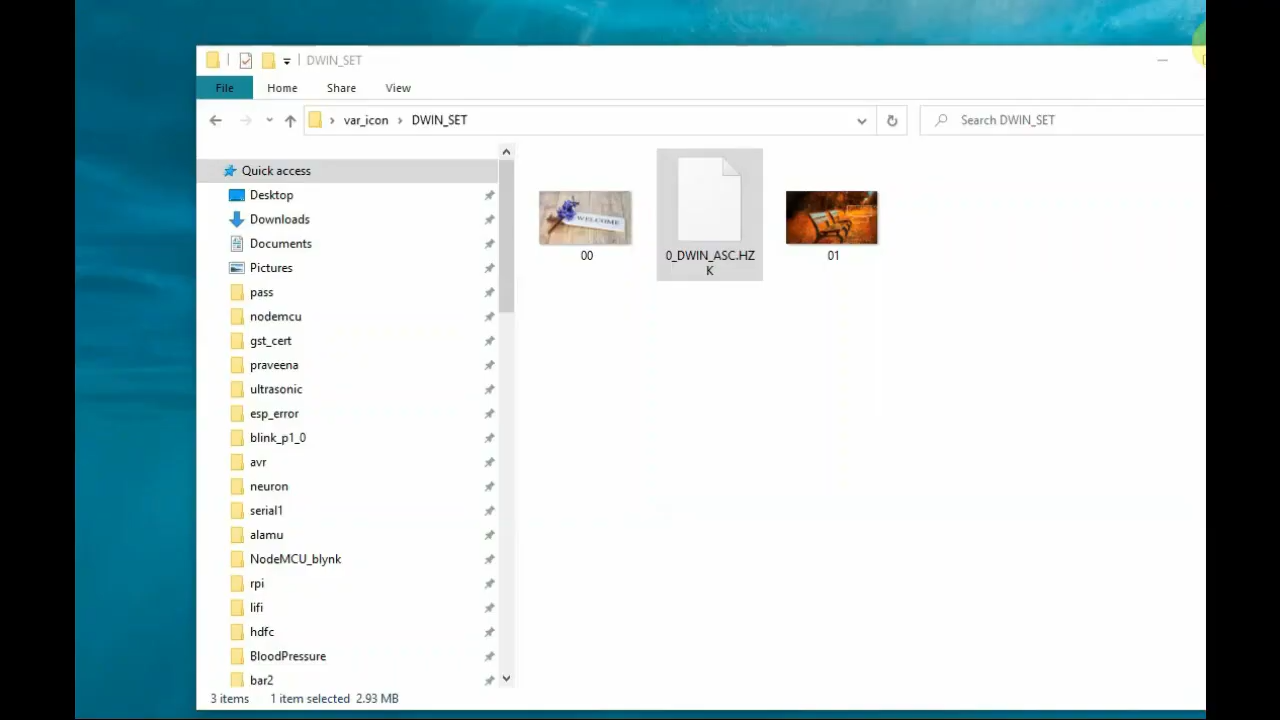 DWIN_SET
File Home Share View
var_icon DWIN_SET
Search DWIN_SET
Quick access
Desktop
Downloads
Documents
Pictures
pass
nodemcu
gst_cert
praveena
ultrasonic
esp_error
blink_p1_0
avr
neuron
serial1
alamu
NodeMCU_blynk
rpi
lifi
hdfc
BloodPressure
bar2
WELCOME
00
0_DWIN_ASC.HZ
K
01
3 items 1 item selected 2.93 MB